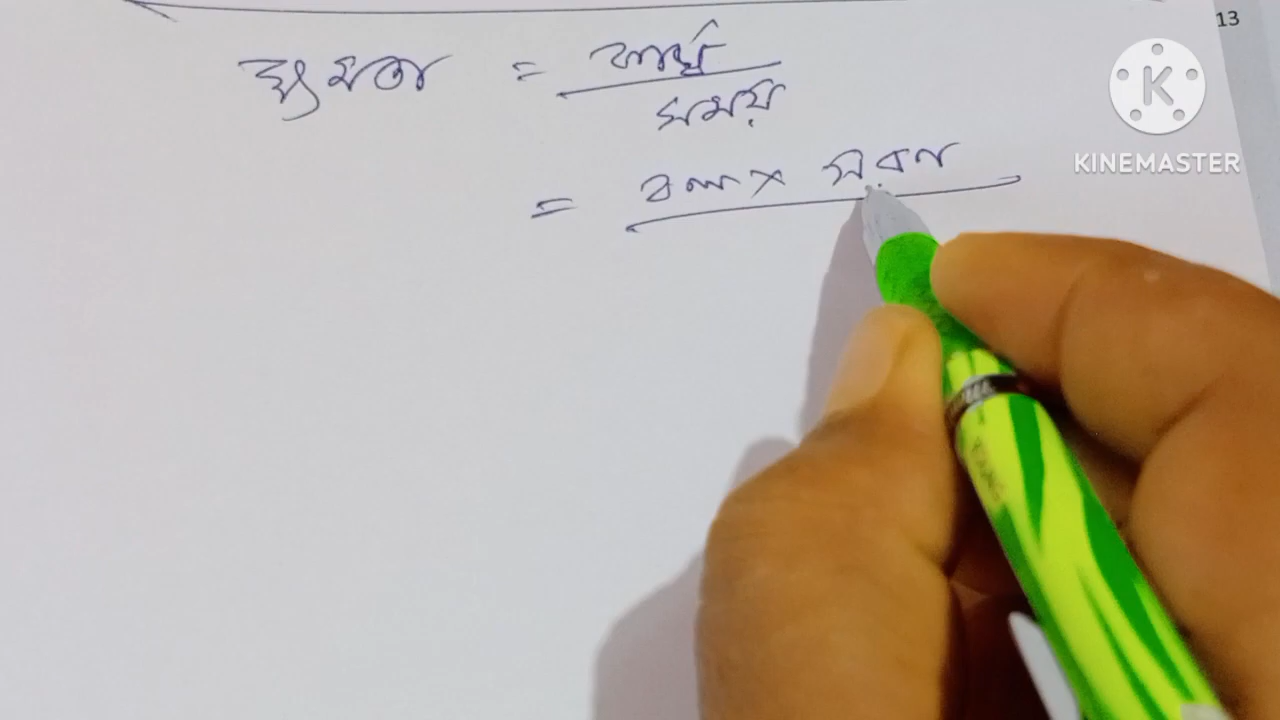 13
K
KINEMASTER
ক্ষমতা = কার্য
সময়
= বল × সরণ